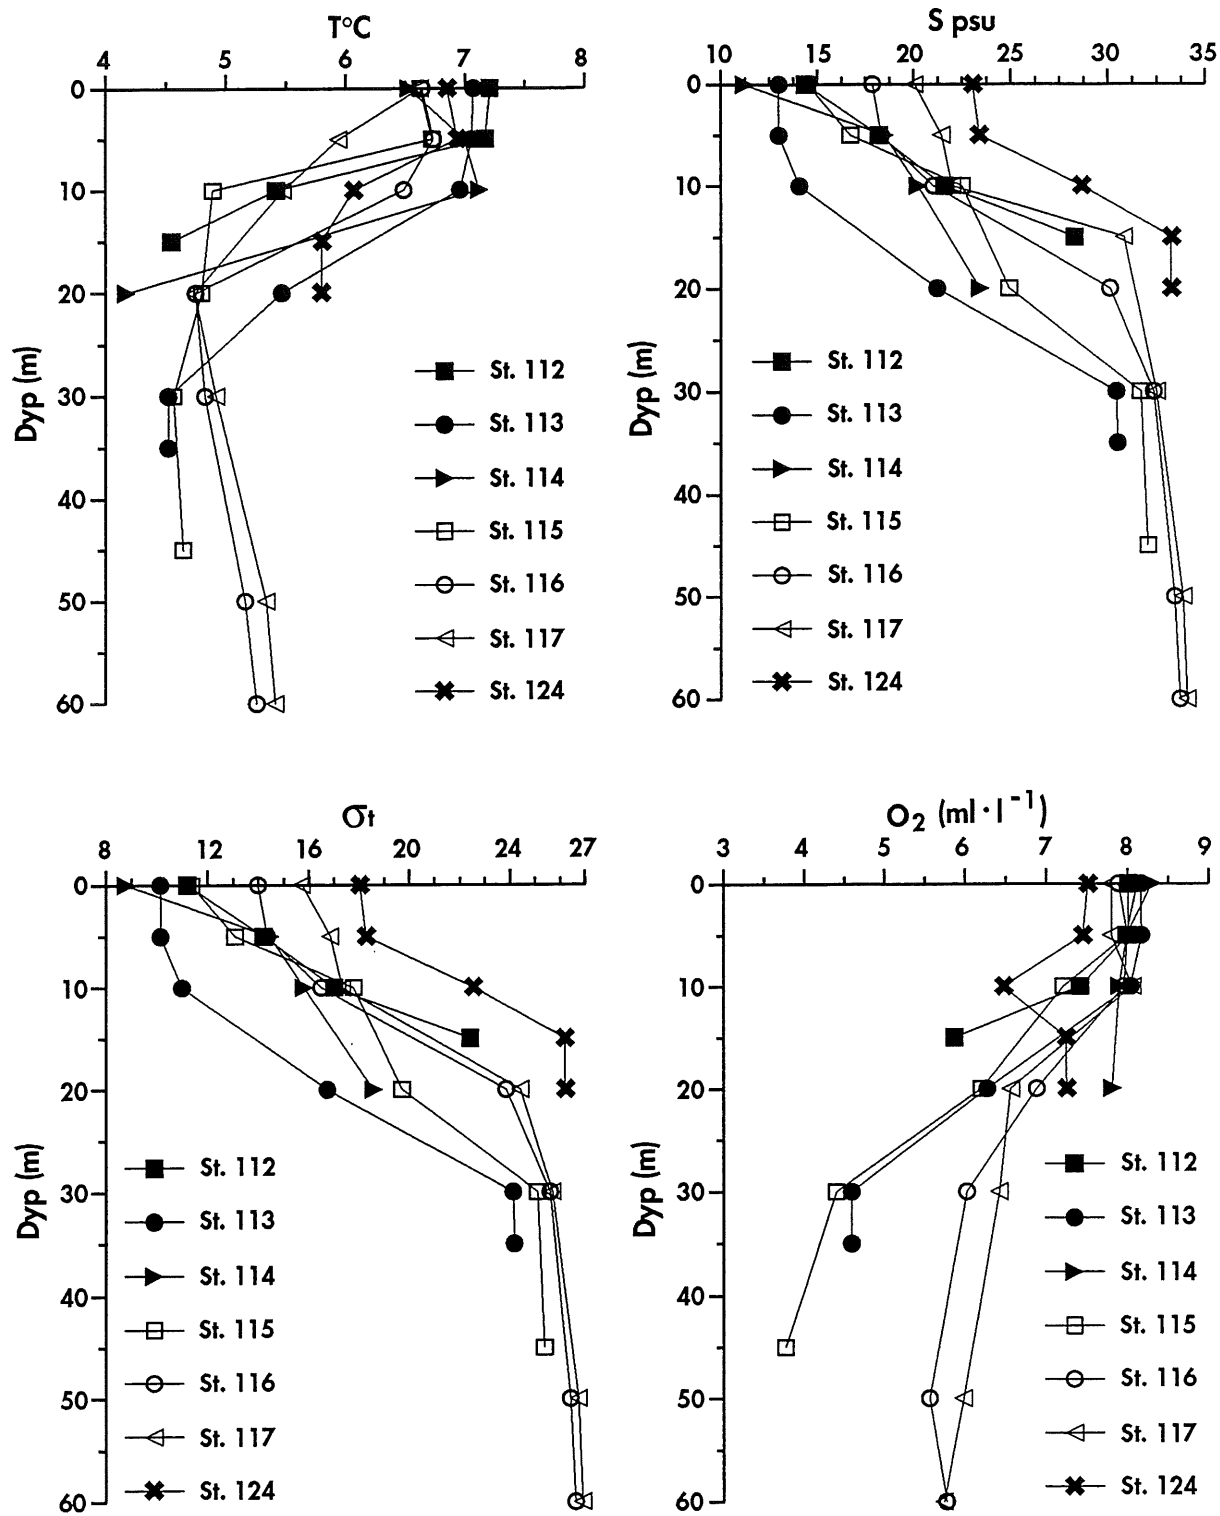 T°C
4 5 6 7 8
0
10
20
30
40
50
60
Dyp (m)
St. 112
St. 113
St. 114
St. 115
St. 116
St. 117
St. 124
S psu
10 15 20 25 30 35
0
10
20
30
40
50
60
Dyp (m)
St. 112
St. 113
St. 114
St. 115
St. 116
St. 117
St. 124
σt
8 12 16 20 24 27
0
10
20
30
40
50
60
Dyp (m)
St. 112
St. 113
St. 114
St. 115
St. 116
St. 117
St. 124
O₂ (ml·l⁻¹)
3 4 5 6 7 8 9
0
10
20
30
40
50
60
Dyp (m)
St. 112
St. 113
St. 114
St. 115
St. 116
St. 117
St. 124